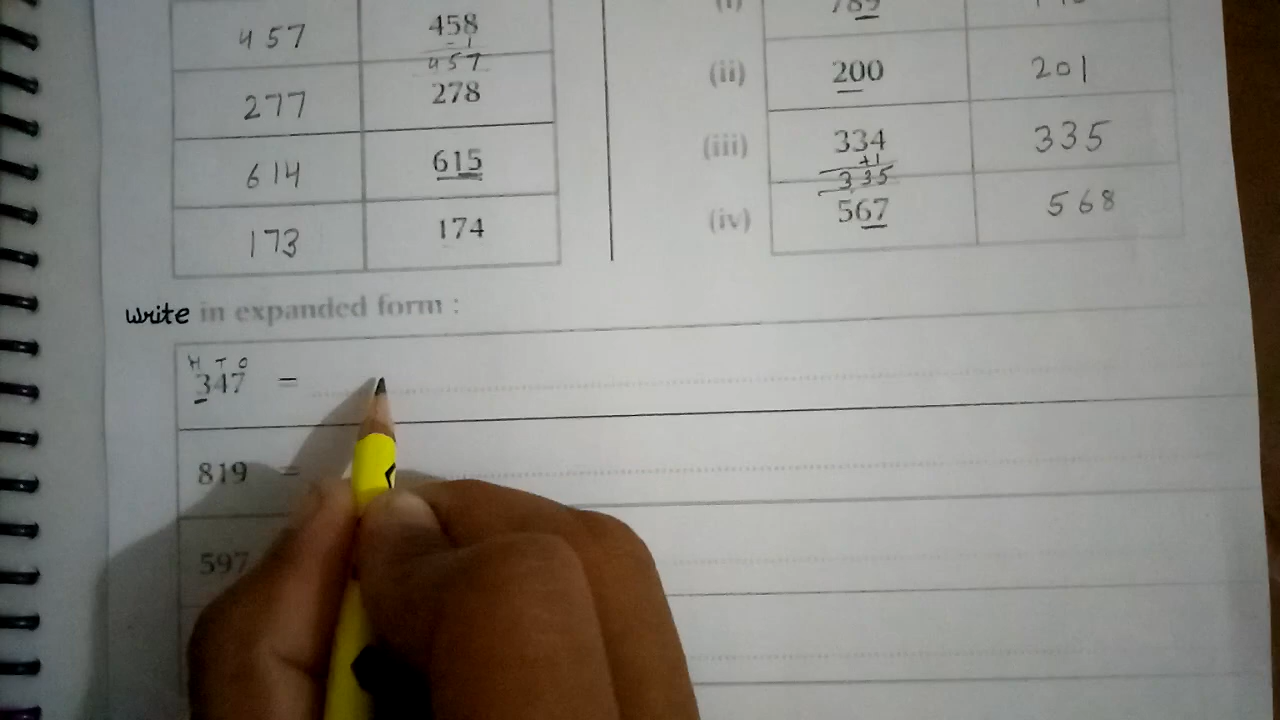 457 458
- 1
457
277 278
614 615
173 174
(i) 789
(ii) 200 201
(iii) 334 335
+1
335
(iv) 567 568
write in expanded form :
H T O
347 =
819 =
597